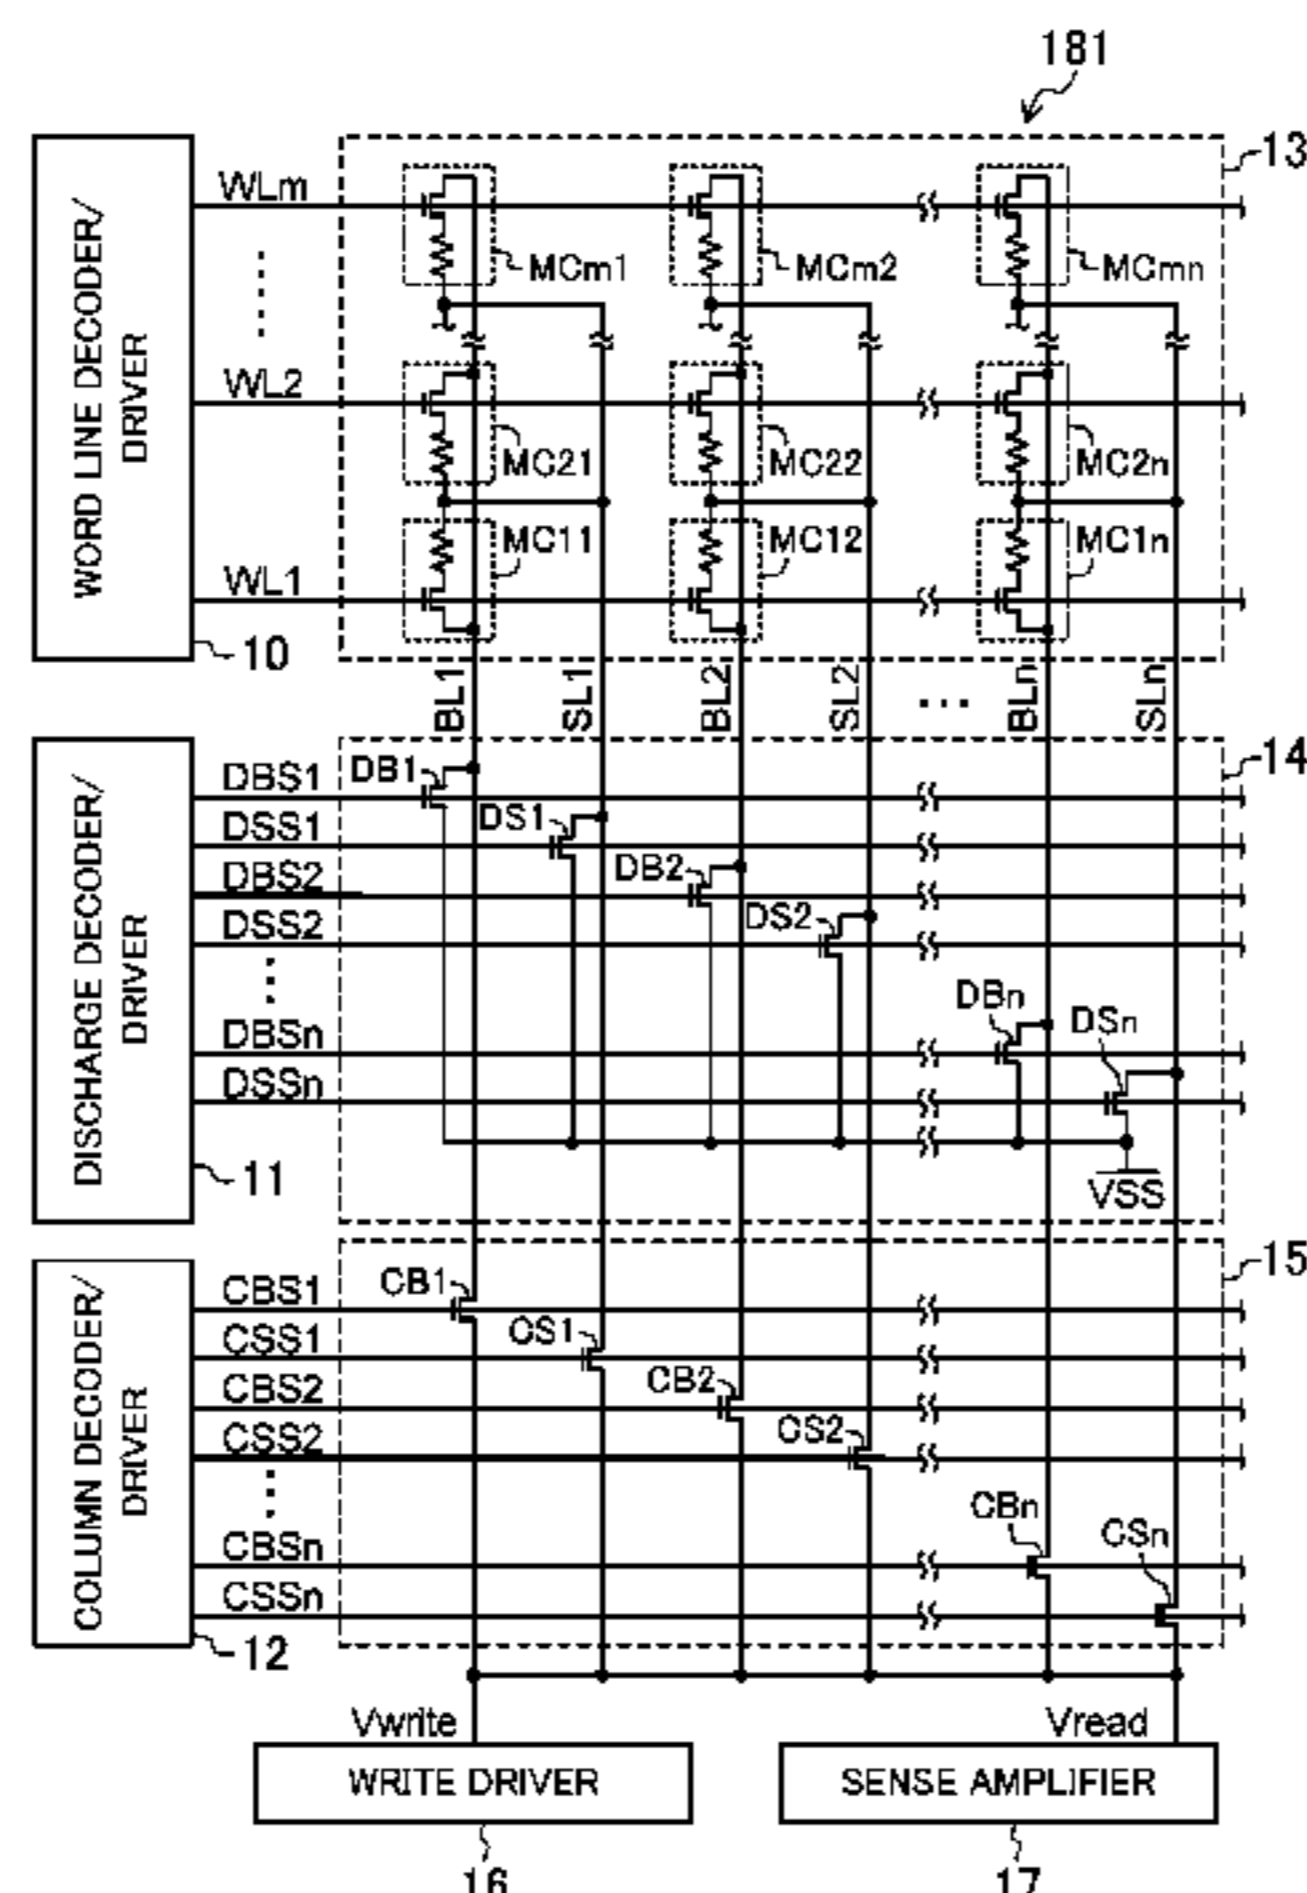 181
13
WLm
MCm1
MCm2
MCmn
WORD LINE DECODER/
DRIVER
WL2
MC21
MC22
MC2n
MC11
MC12
MC1n
WL1
10
BL1
SL1
BL2
SL2
...
BLn
SLn
14
DISCHARGE DECODER/
DRIVER
DBS1
DB1
DSS1
DS1
DBS2
DB2
DSS2
DS2
DBSn
DBn
DSSn
DSn
11
VSS
15
COLUMN DECODER/
DRIVER
CBS1
CB1
CSS1
CS1
CBS2
CB2
CSS2
CS2
CBSn
CBn
CSSn
CSn
12
Vwrite
Vread
WRITE DRIVER
SENSE AMPLIFIER
16
17